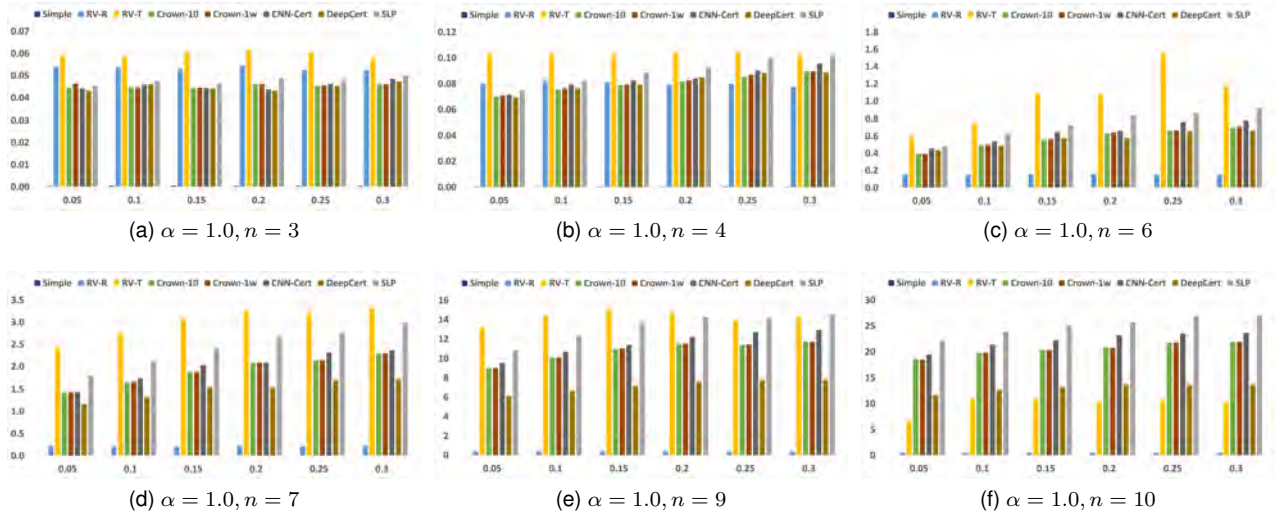 Simple RV-R RV-T Crown-10 Crown-1w CNN-Cert DeepCert SLP
0.07
0.06
0.05
0.04
0.03
0.02
0.01
0.00
0.05 0.1 0.15 0.2 0.25 0.3
(a) α = 1.0, n = 3
Simple RV-R RV-T Crown-10 Crown-1w CNN-Cert DeepCert SLP
0.12
0.10
0.08
0.06
0.04
0.02
0.00
0.05 0.1 0.15 0.2 0.25 0.3
(b) α = 1.0, n = 4
Simple RV-R RV-T Crown-10 Crown-1w CNN-Cert DeepCert SLP
1.8
1.6
1.4
1.2
1.0
0.8
0.6
0.4
0.2
0.0
0.05 0.1 0.15 0.2 0.25 0.3
(c) α = 1.0, n = 6
Simple RV-R RV-T Crown-10 Crown-1w CNN-Cert DeepCert SLP
3.5
3.0
2.5
2.0
1.5
1.0
0.5
0.0
0.05 0.1 0.15 0.2 0.25 0.3
(d) α = 1.0, n = 7
Simple RV-R RV-T Crown-10 Crown-1w CNN-Cert DeepCert SLP
16
14
12
10
8
6
4
2
0
0.05 0.1 0.15 0.2 0.25 0.3
(e) α = 1.0, n = 9
Simple RV-R RV-T Crown-10 Crown-1w CNN-Cert DeepCert SLP
30
25
20
15
10
5
0
0.05 0.1 0.15 0.2 0.25 0.3
(f) α = 1.0, n = 10